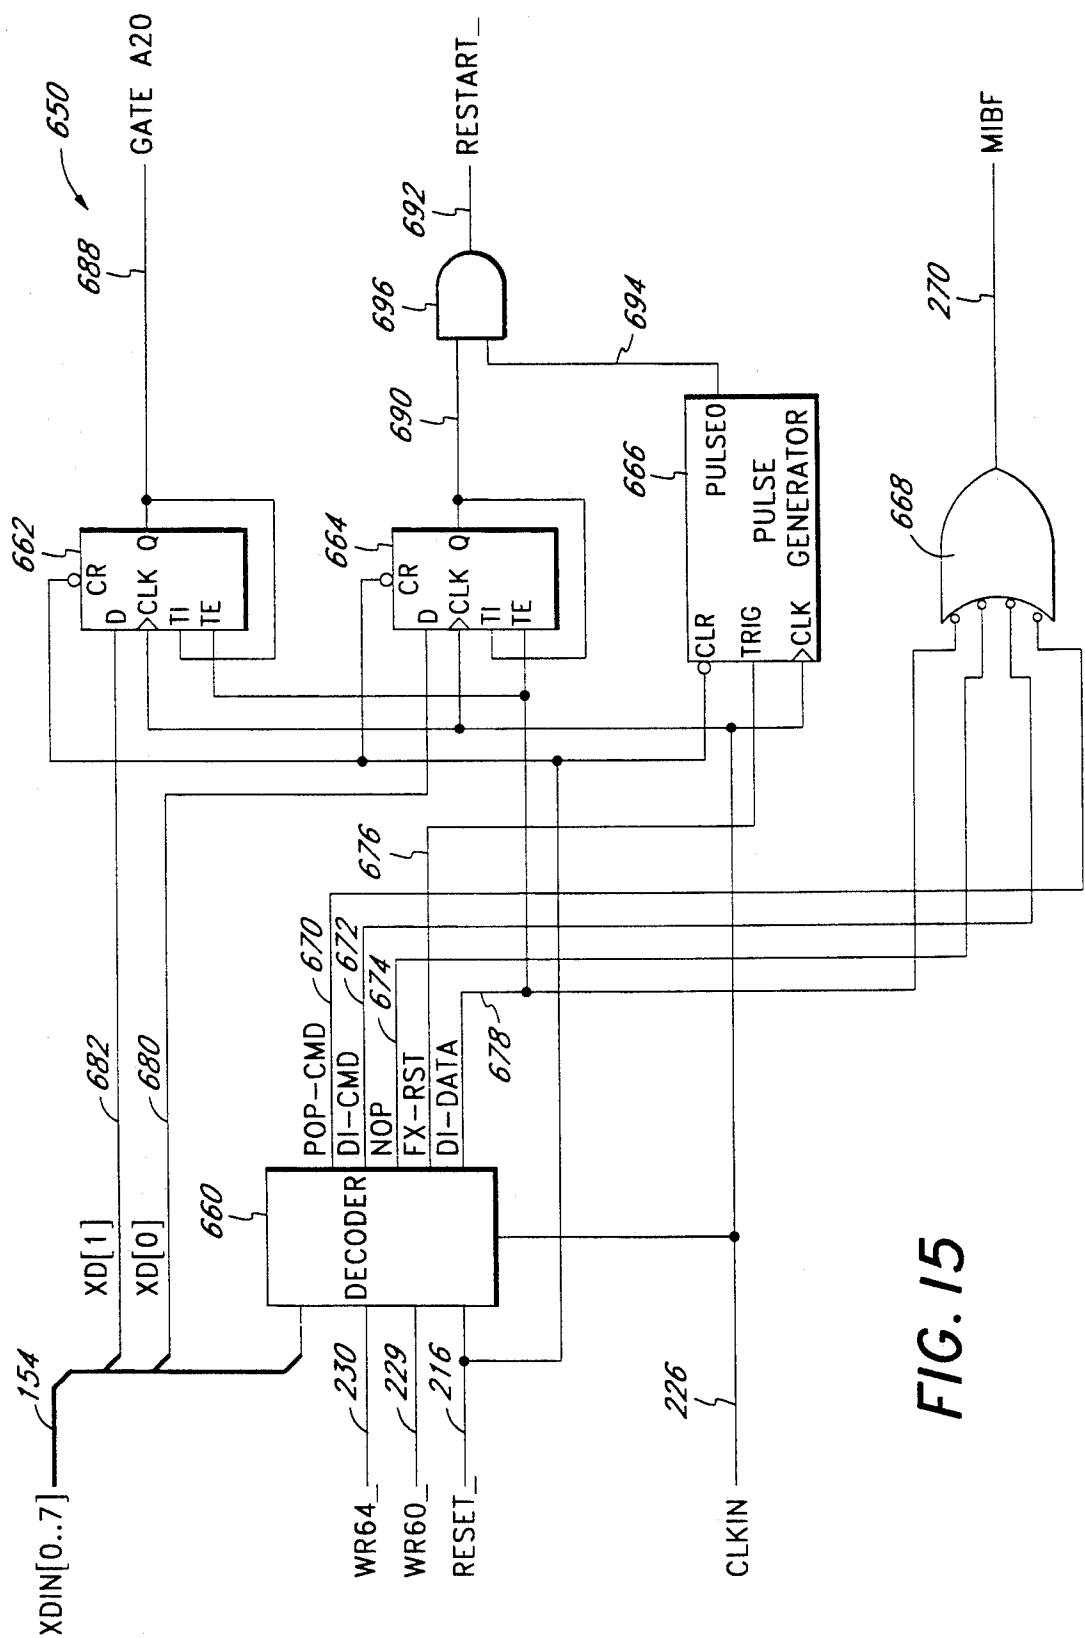 650
GATE A20
688
662
CR
D
CLK Q
TI
TE
682
XD[1]
XD[0]
680
154
XDIN[0..7]
RESTART_
692
696
690
694
664
CR
D
CLK Q
TI
TE
666
PULSEO
PULSE
GENERATOR
CLR
TRIG
CLK
676
670
672
674
678
POP-CMD
DI-CMD
NOP
FX-RST
DI-DATA
660
DECODER
230
WR64_
229
WR60_
216
RESET_
226
CLKIN
MIBF
270
668
FIG. 15